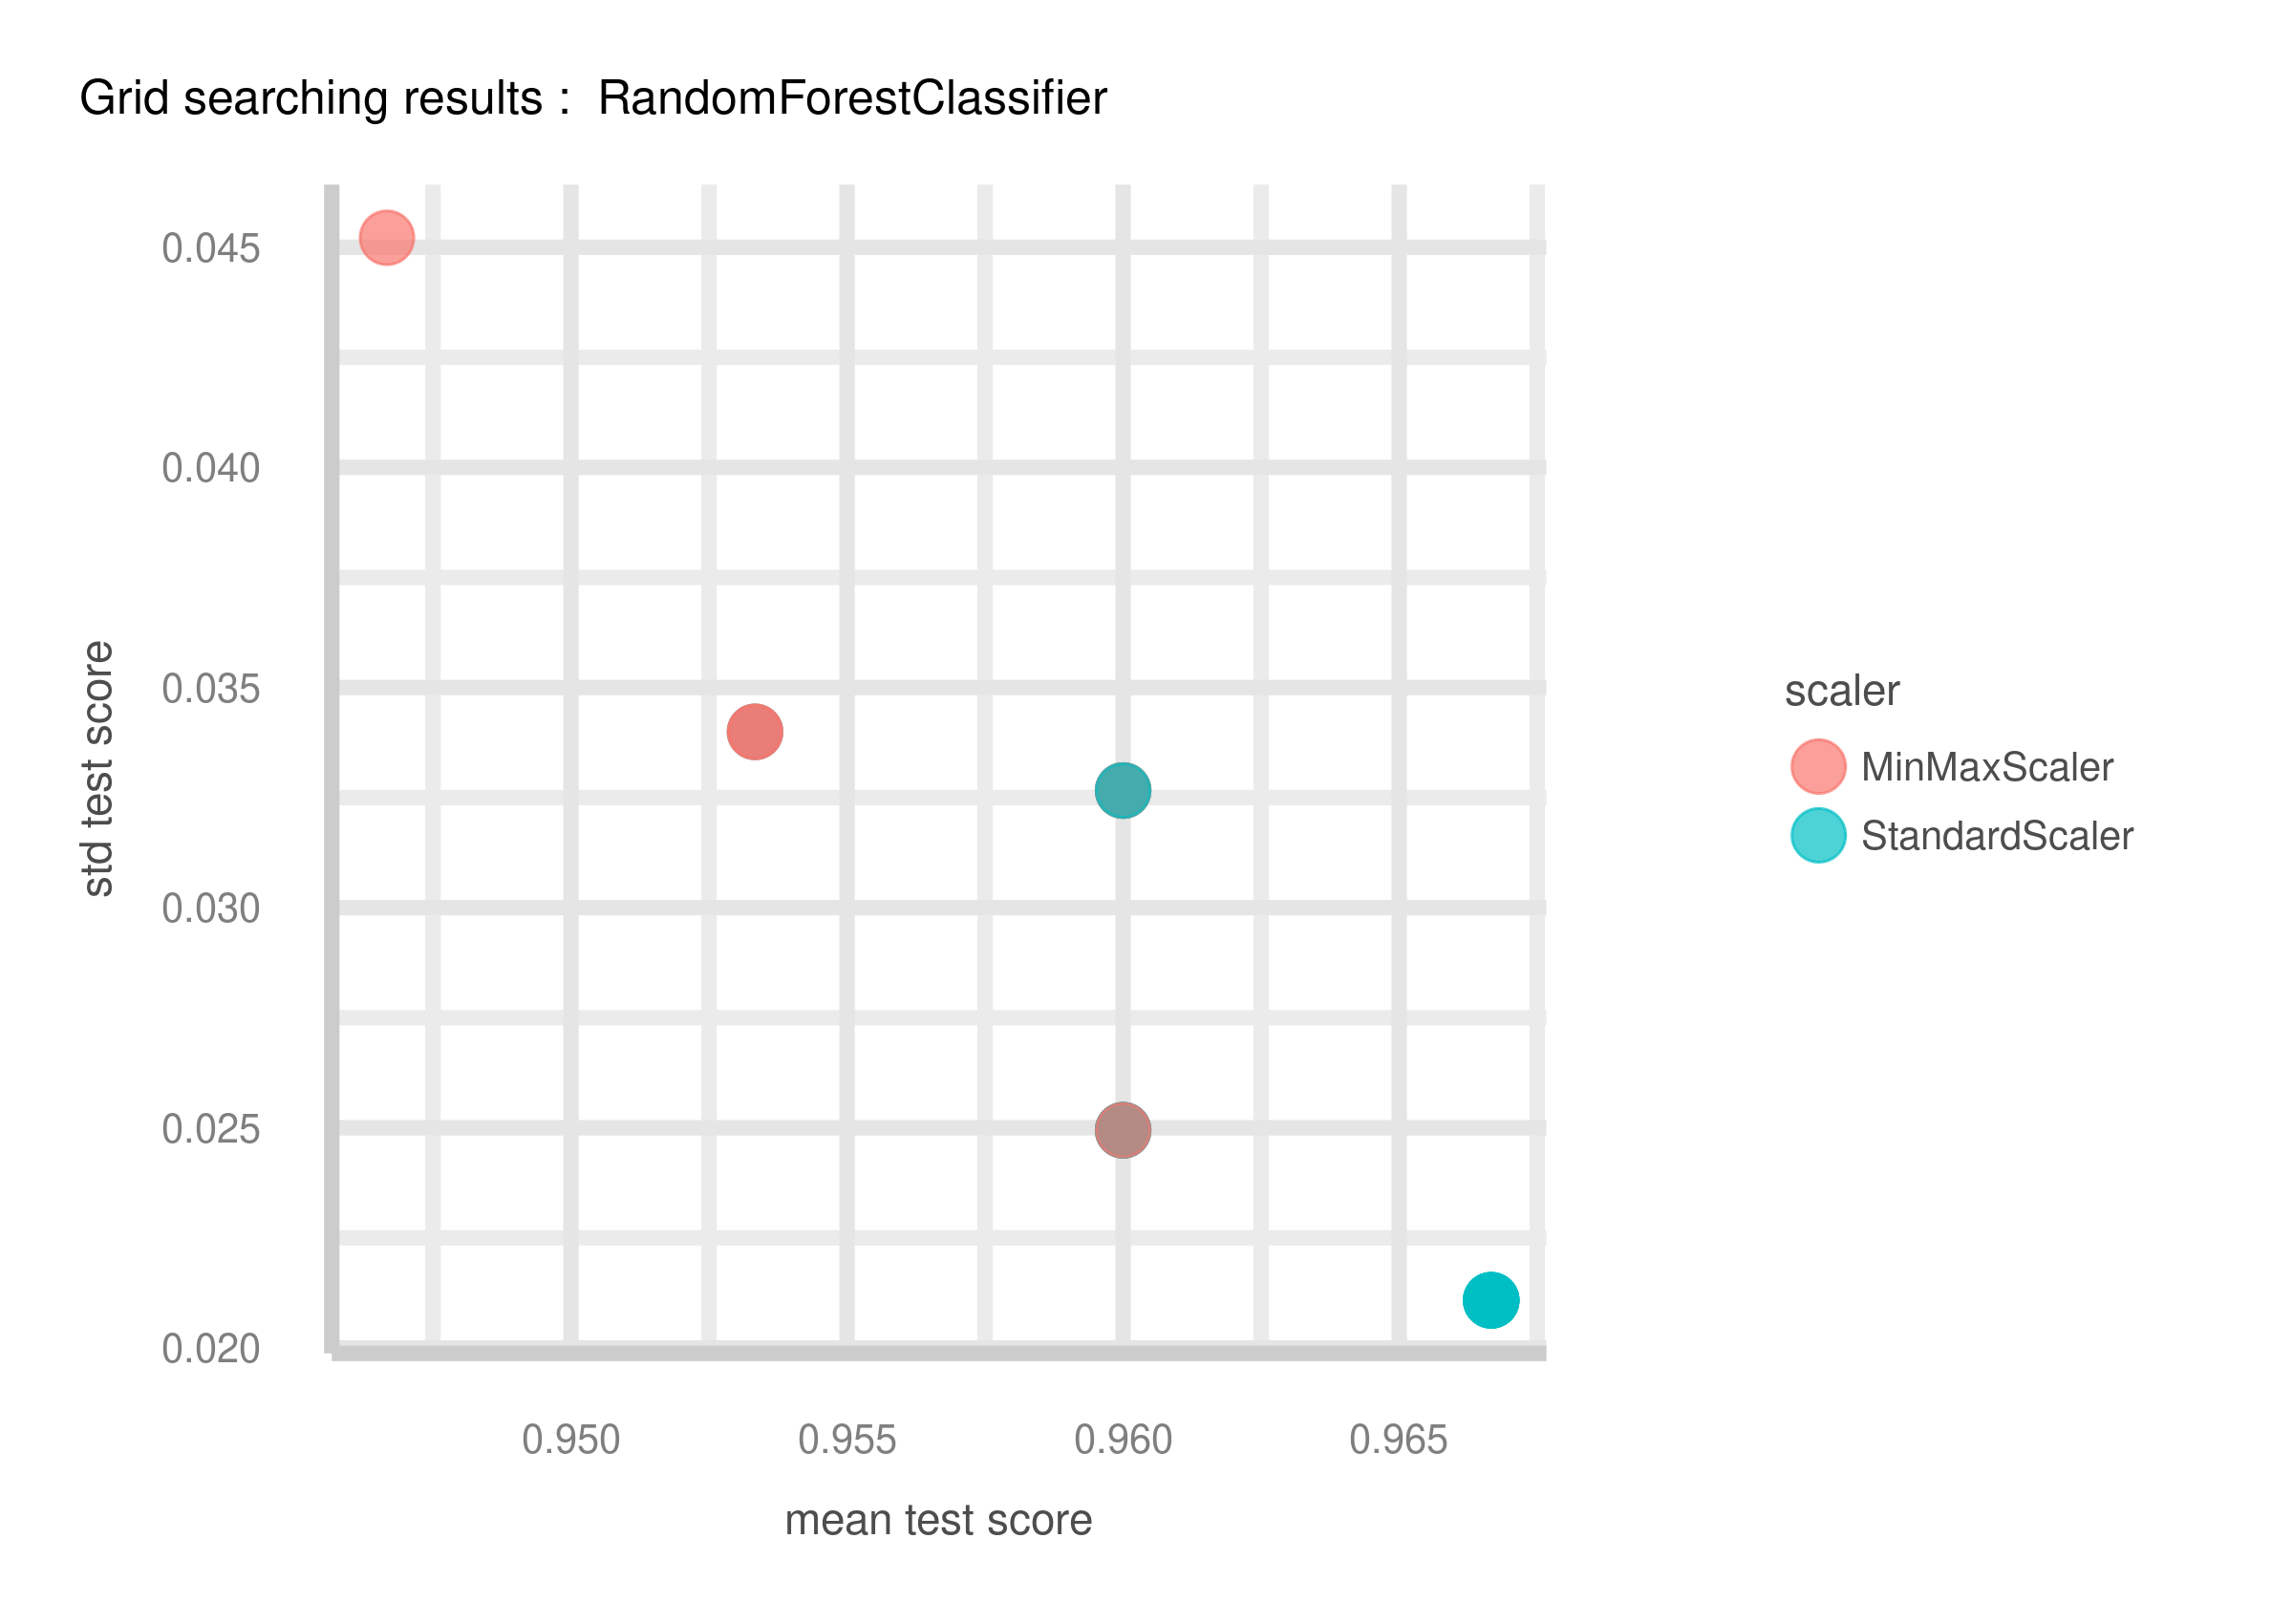 Grid searching results :  RandomForestClassifier
0.045
0.040
0.035
0.030
0.025
0.020
std test score
0.950 0.955 0.960 0.965
mean test score
scaler
MinMaxScaler
StandardScaler